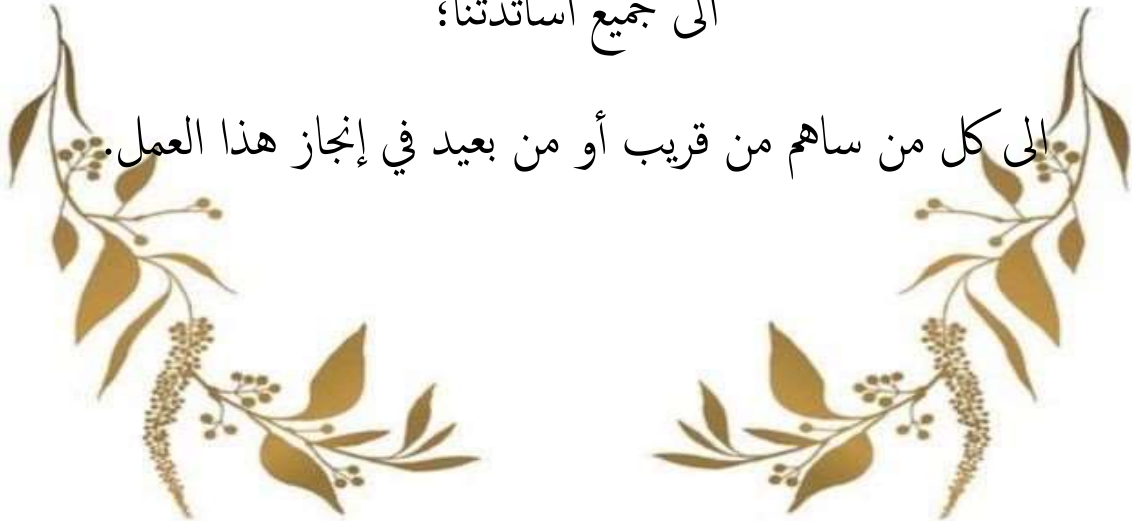 الى جميع أساتذتنا؛
الى كل من ساهم من قريب أو من بعيد في إنجاز هذا العمل.